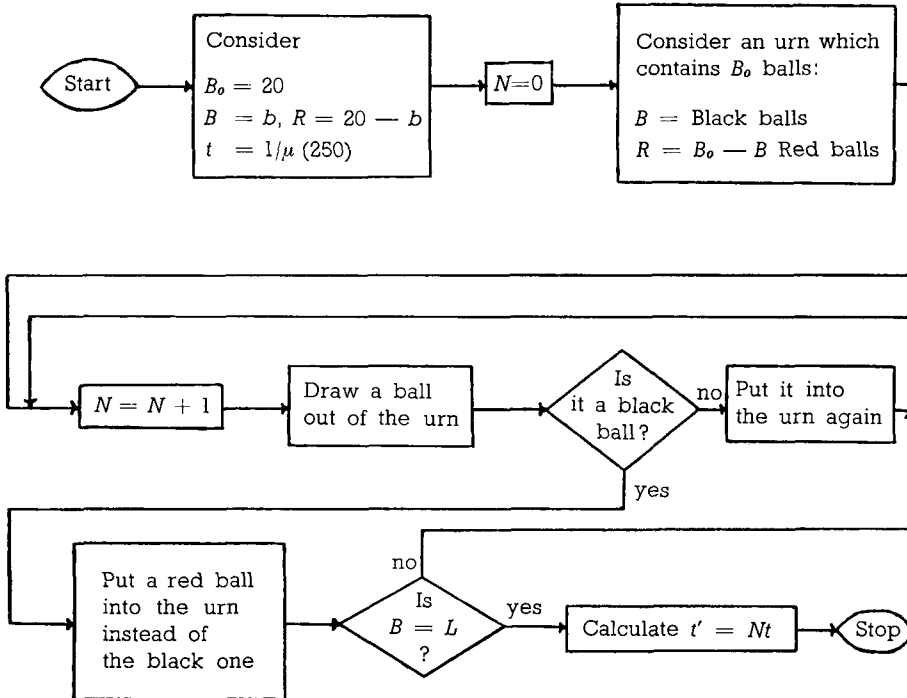 Start
Consider
B₀ = 20
B = b, R = 20 — b
t = 1/μ (250)
N=0
Consider an urn which
contains B₀ balls:
B = Black balls
R = B₀ — B Red balls
N = N + 1
Draw a ball
out of the urn
Is
it a black
ball?
no
Put it into
the urn again
yes
Put a red ball
into the urn
instead of
the black one
no
Is
B = L
?
yes
Calculate t′ = Nt
Stop